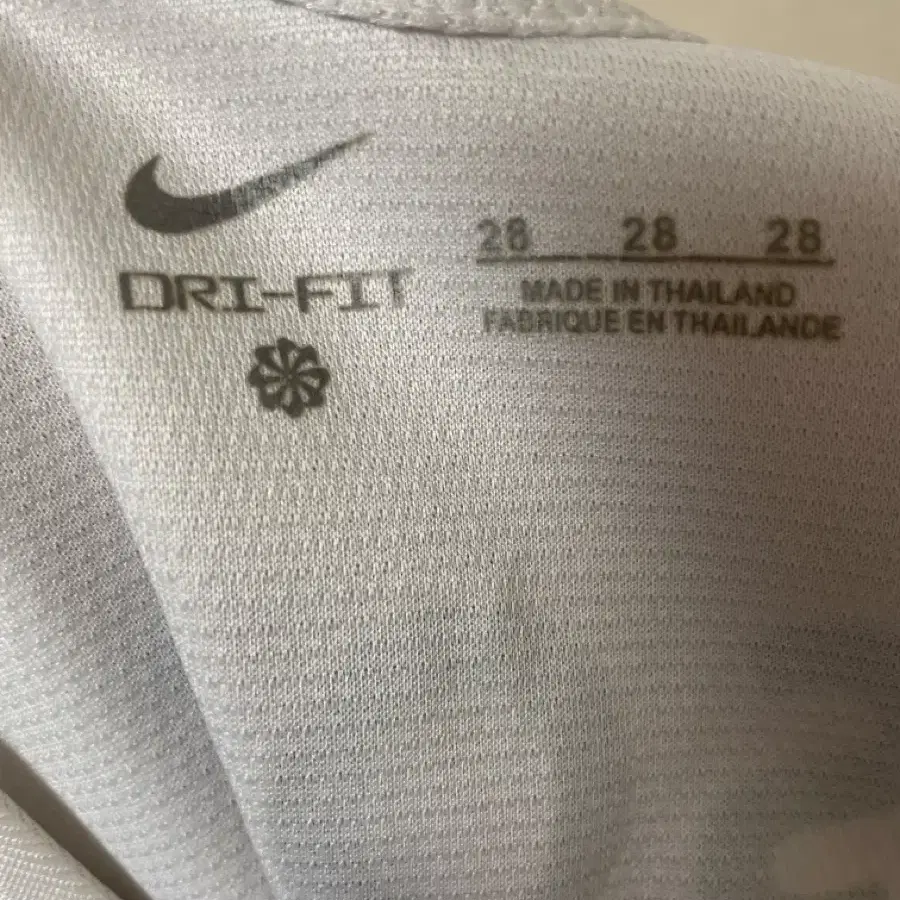 DRI-FIT
28 28 28
MADE IN THAILAND
FABRIQUE EN THAILANDE